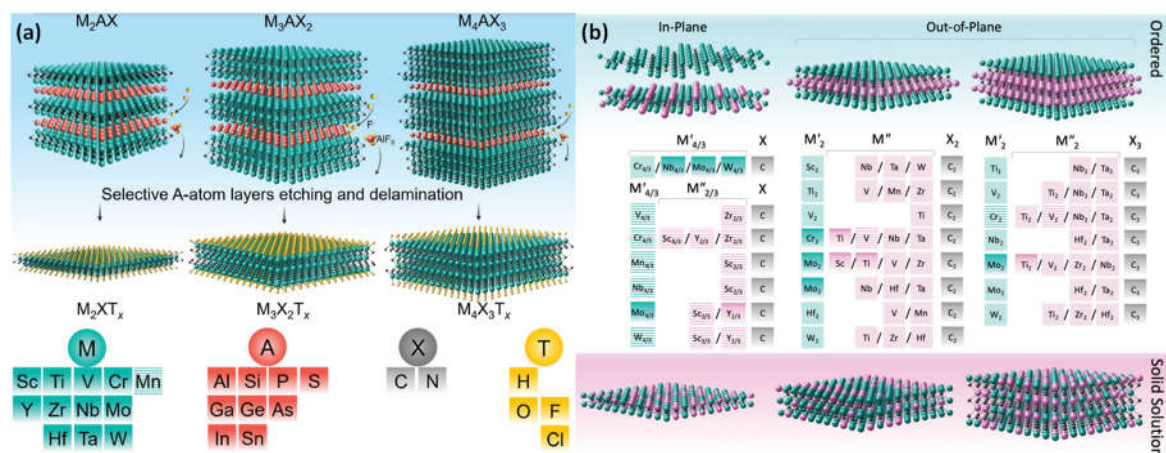 (a)
M₂AX M₃AX₂ M₄AX₃
F
AlF₃
Selective A-atom layers etching and delamination
M₂XTₓ M₃X₂Tₓ M₄X₃Tₓ
M A X T
Sc Ti V Cr Mn
Y Zr Nb Mo
Hf Ta W
Al Si P S
Ga Ge As
In Sn
C N
H
O F
Cl
(b)
In-Plane Out-of-Plane
Ordered
M'₄/₃ X
Cr₄/₃ / Nb₄/₃ / Mo₄/₃ / W₄/₃ C
M'₄/₃ M"₂/₃ X
V₄/₃ Zr₂/₃ C
Cr₄/₃ Sc₂/₃ / Y₂/₃ / Zr₂/₃ C
Mn₄/₃ Sc₂/₃ C
Nb₄/₃ Sc₂/₃ C
Mo₄/₃ Sc₂/₃ / Y₂/₃ C
W₄/₃ Sc₂/₃ / Y₂/₃ C
M'₂ M" X₂
Sc₂ Nb / Ta / W C₂
Ti₂ V / Mn / Zr C₂
V₂ Ti C₂
Cr₂ Ti / V / Nb / Ta C₂
Mo₂ Sc / Ti / V / Zr C₂
Mo₂ Nb / Hf / Ta C₂
Hf₂ V / Mn C₂
W₂ Ti / Zr / Hf C₂
M'₂ M"₂ X₃
Ti₂ Nb₂ / Ta₂ C₃
V₂ Ti₂ / Nb₂ / Ta₂ C₃
Cr₂ Ti₂ / V₂ / Nb₂ / Ta₂ C₃
Nb₂ Hf₂ / Ta₂ C₃
Mo₂ Ti₂ / V₂ / Zr₂ / Nb₂ C₃
Mo₂ Hf₂ / Ta₂ C₃
W₂ Ti₂ / Zr₂ / Hf₂ C₃
Solid Solution